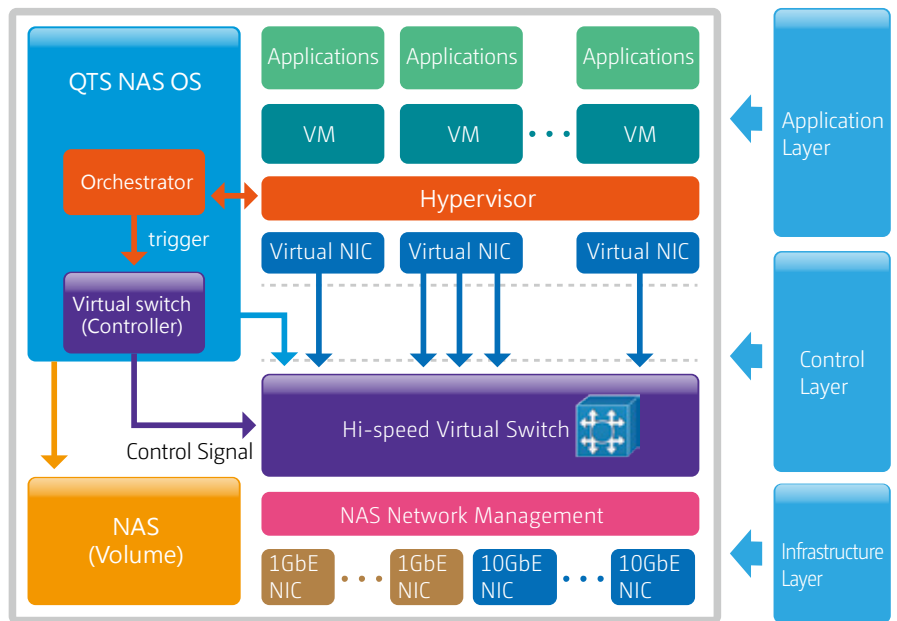 QTS NAS OS
Orchestrator
trigger
Virtual switch
(Controller)
Control Signal
NAS
(Volume)
Applications
Applications
Applications
VM
VM
VM
Hypervisor
Virtual NIC
Virtual NIC
Virtual NIC
Hi-speed Virtual Switch
NAS Network Management
1GbE
NIC
1GbE
NIC
10GbE
NIC
10GbE
NIC
Application
Layer
Control
Layer
Infrastructure
Layer